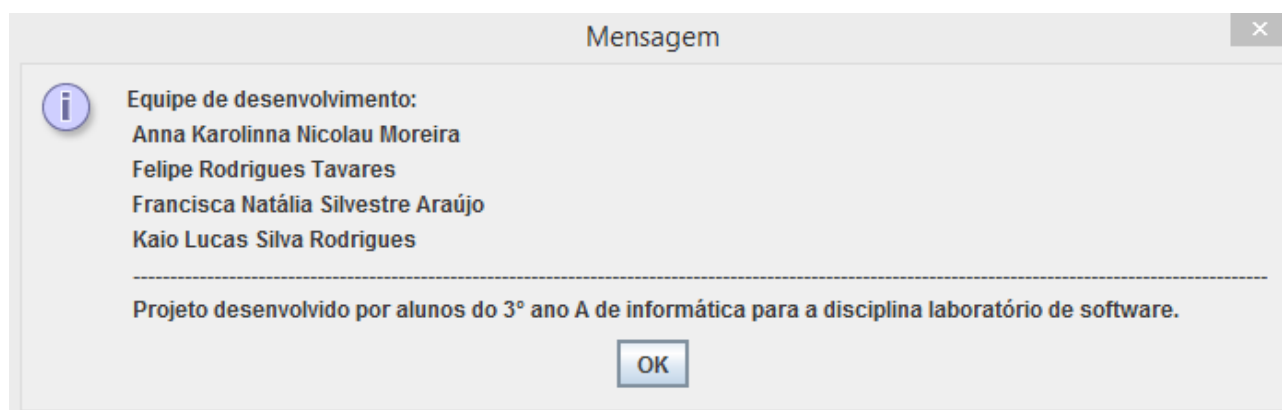 Mensagem
Equipe de desenvolvimento:
Anna Karolinna Nicolau Moreira
Felipe Rodrigues Tavares
Francisca Natália Silvestre Araújo
Kaio Lucas Silva Rodrigues
Projeto desenvolvido por alunos do 3º ano A de informática para a disciplina laboratório de software.
OK